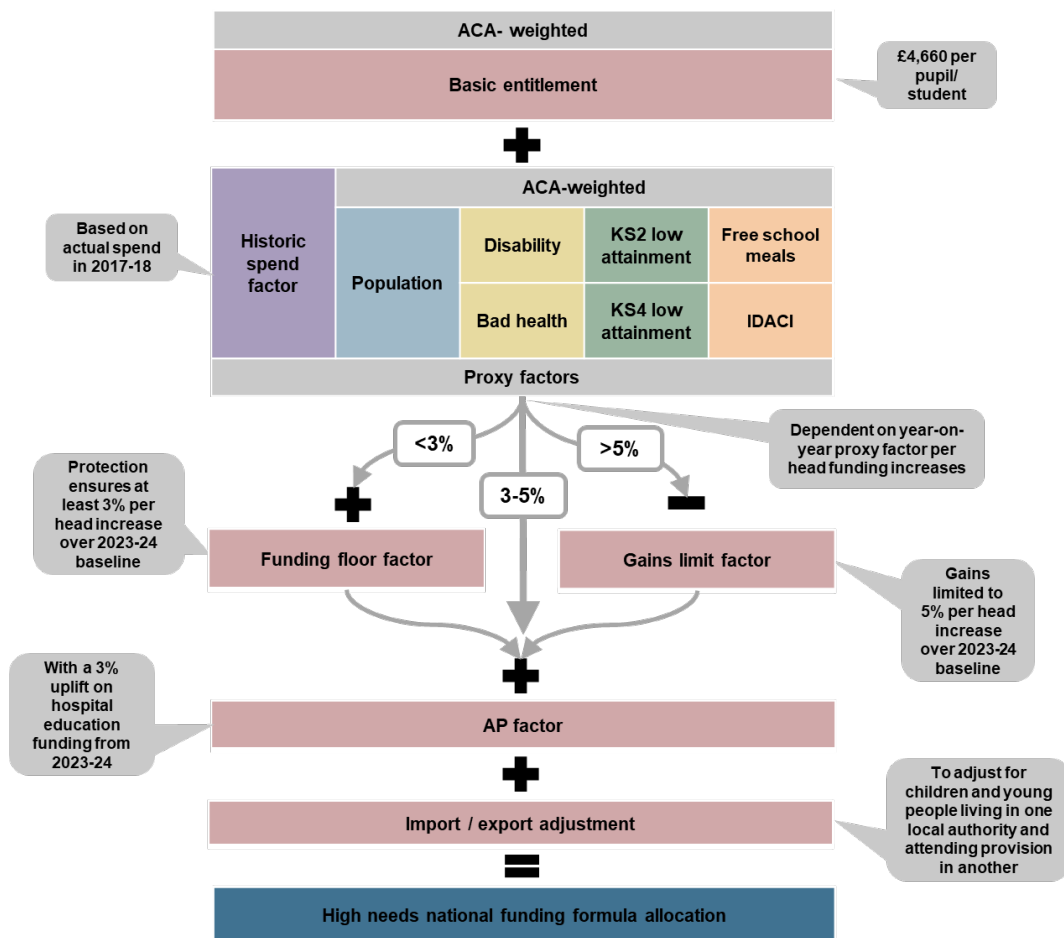 ACA- weighted
Basic entitlement
£4,660 per
pupil/
student
ACA-weighted
Based on
actual spend
in 2017-18
Historic
spend
factor
Population
Disability
KS2 low
attainment
Free school
meals
Bad health
KS4 low
attainment
IDACI
Proxy factors
<3%
3-5%
>5%
Dependent on year-on-
year proxy factor per
head funding increases
Protection
ensures at
least 3% per
head increase
over 2023-24
baseline
Funding floor factor
Gains limit factor
Gains
limited to
5% per head
increase
over 2023-24
baseline
With a 3%
uplift on
hospital
education
funding from
2023-24
AP factor
Import / export adjustment
To adjust for
children and young
people living in one
local authority and
attending provision
in another
High needs national funding formula allocation